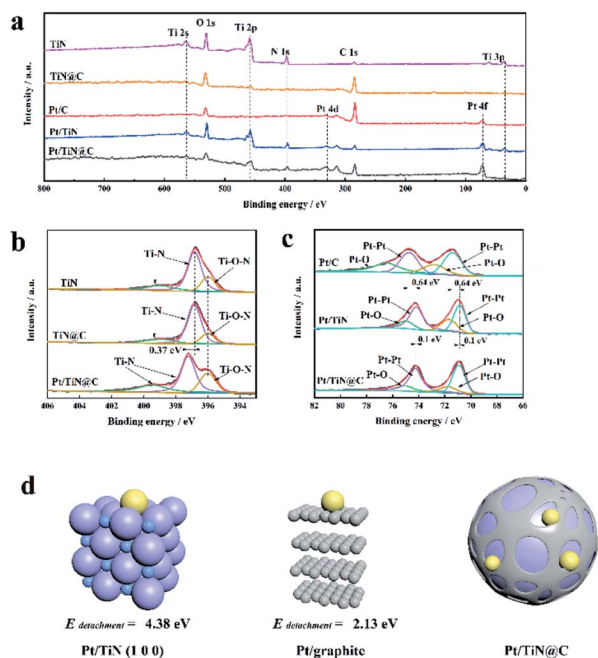 a
Ti 2s
O 1s
Ti 2p
N 1s
C 1s
Ti 3p
TiN
TiN@C
Pt/C
Pt 4d
Pt 4f
Pt/TiN
Pt/TiN@C
Intensity / a.u.
800 700 600 500 400 300 200 100 0
Binding energy / eV
b
Ti-N
Ti-O-N
TiN
Ti-N
Ti-O-N
TiN@C
0.37 eV
Ti-N
Ti-O-N
Pt/TiN@C
Intensity / a.u.
406 404 402 400 398 396 394
Binding energy / eV
c
Pt/C
Pt-Pt
Pt-O
Pt-Pt
Pt-O
0.64 eV
0.64 eV
Pt-Pt
Pt-O
Pt-Pt
Pt-O
Pt/TiN
0.1 eV
0.1 eV
Pt-Pt
Pt-O
Pt-Pt
Pt-O
Pt/TiN@C
Intensity / a.u.
82 80 78 76 74 72 70 68 66
Binding energy / eV
d
E detachment = 4.38 eV
E detachment = 2.13 eV
Pt/TiN (1 0 0)
Pt/graphite
Pt/TiN@C